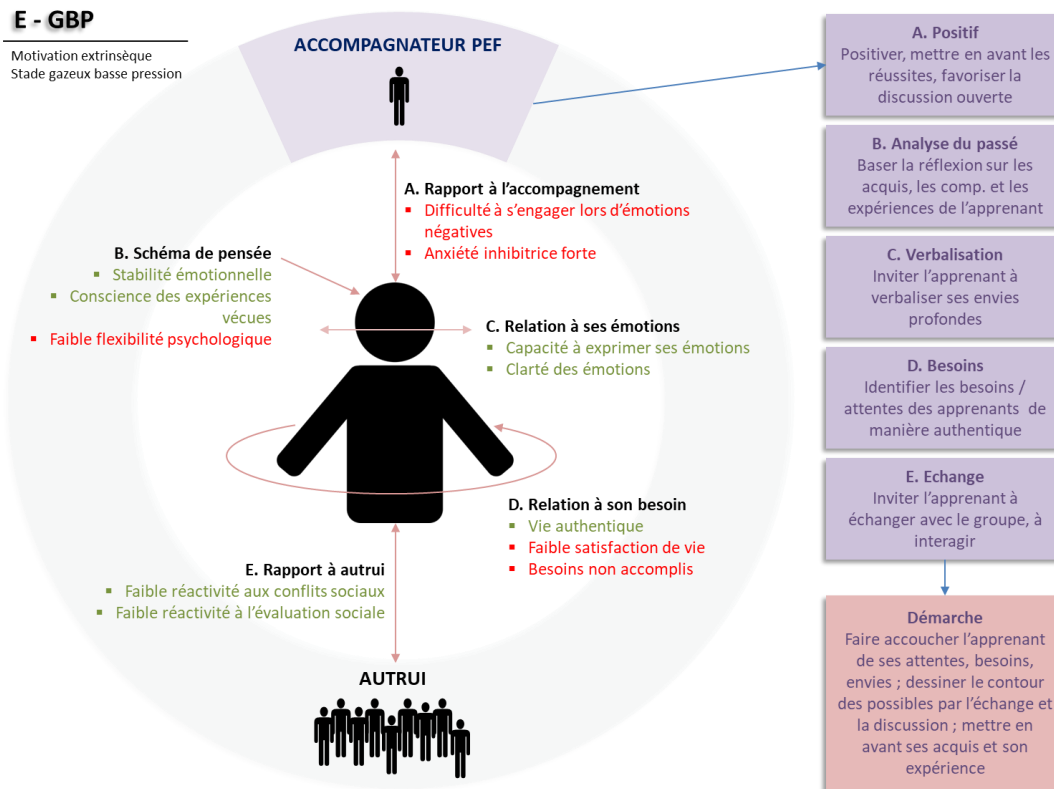 E - GBP
Motivation extrinsèque
Stade gazeux basse pression
ACCOMPAGNATEUR PEF
A. Rapport à l'accompagnement
▪ Difficulté à s'engager lors d'émotions
négatives
▪ Anxiété inhibitrice forte
B. Schéma de pensée
▪ Stabilité émotionnelle
▪ Conscience des expériences
vécues
▪ Faible flexibilité psychologique
C. Relation à ses émotions
▪ Capacité à exprimer ses émotions
▪ Clarté des émotions
D. Relation à son besoin
▪ Vie authentique
▪ Faible satisfaction de vie
▪ Besoins non accomplis
E. Rapport à autrui
▪ Faible réactivité aux conflits sociaux
▪ Faible réactivité à l'évaluation sociale
AUTRUI
A. Positif
Positiver, mettre en avant les
réussites, favoriser la
discussion ouverte
B. Analyse du passé
Baser la réflexion sur les
acquis, les comp. et les
expériences de l'apprenant
C. Verbalisation
Inviter l'apprenant à
verbaliser ses envies
profondes
D. Besoins
Identifier les besoins /
attentes des apprenants de
manière authentique
E. Echange
Inviter l'apprenant à
échanger avec le groupe, à
interagir
Démarche
Faire accoucher l'apprenant
de ses attentes, besoins,
envies ; dessiner le contour
des possibles par l'échange et
la discussion ; mettre en
avant ses acquis et son
expérience